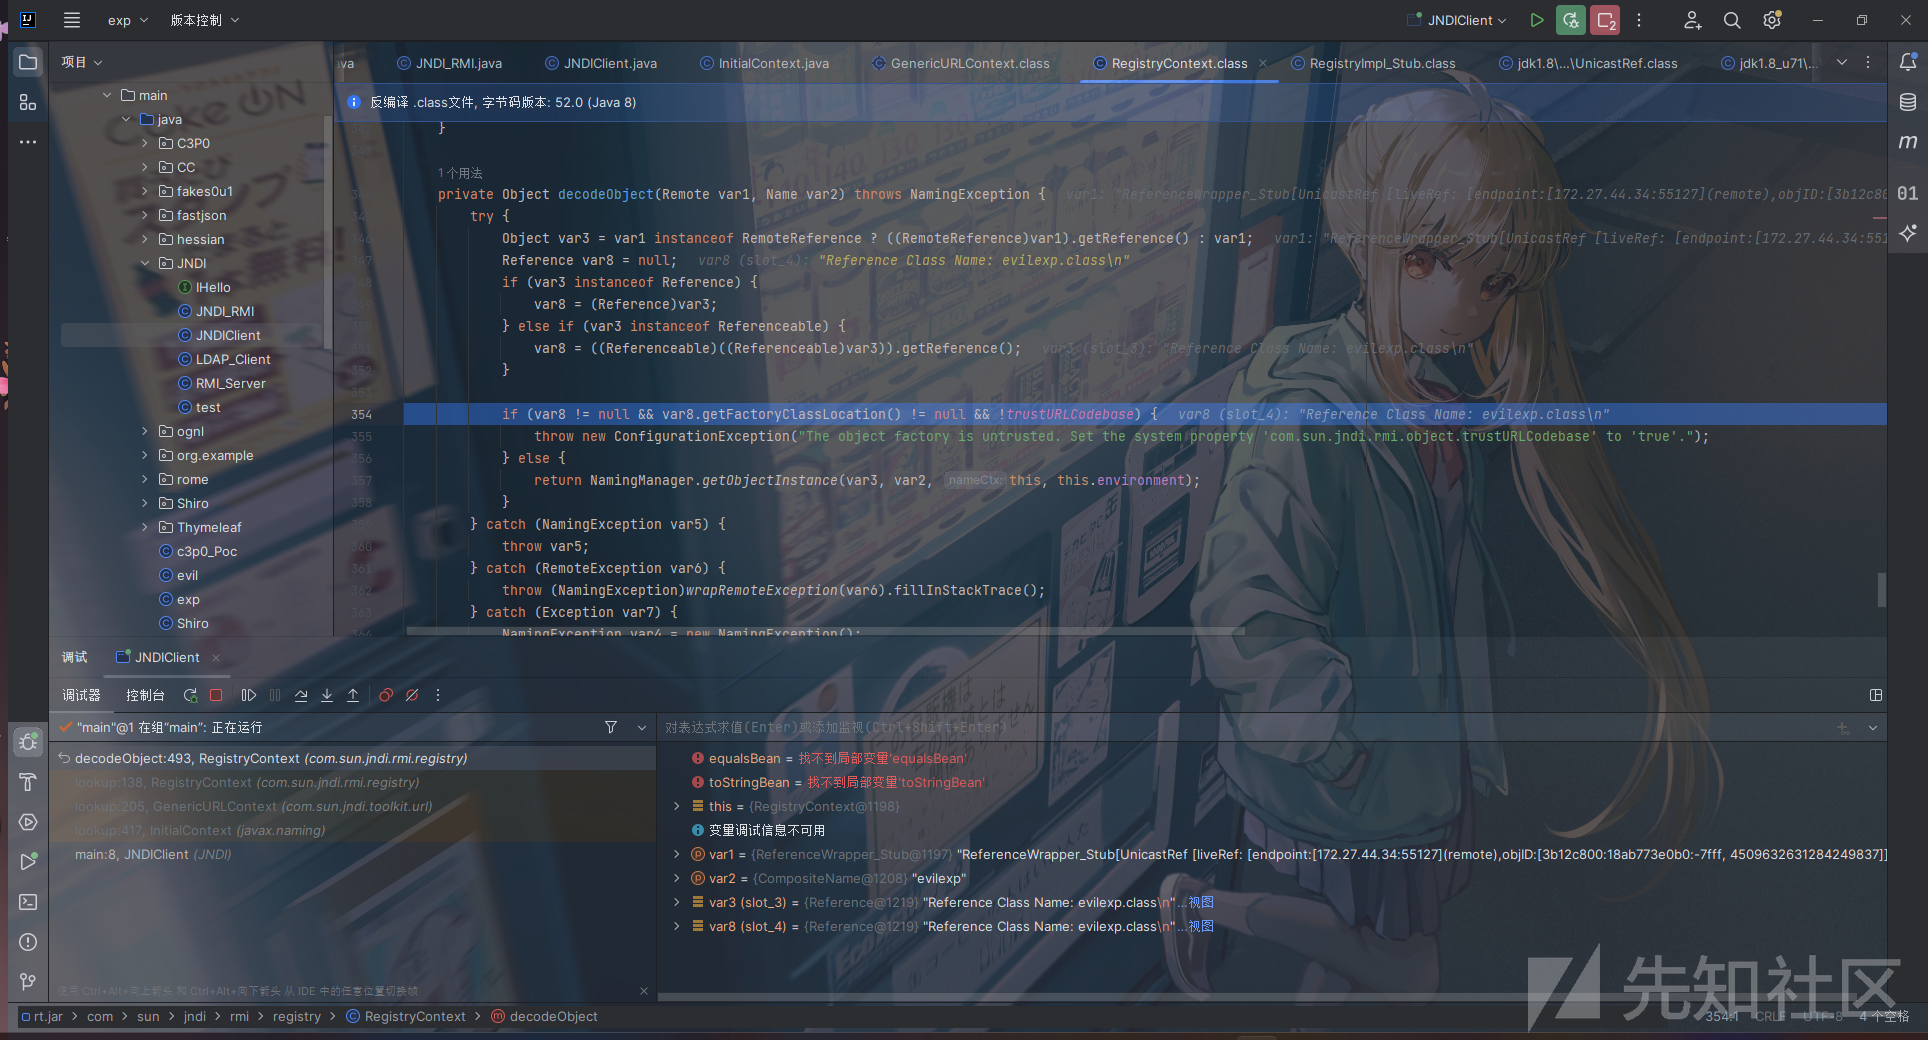 exp 版本控制 JNDIClient
项目
java JNDI_RMI.java JNDIClient.java InitialContext.java GenericURLContext.class RegistryContext.class RegistryImpl_Stub.class jdk1.8\...\UnicastRef.class jdk1.8_u71\...
反编译 .class文件, 字节码版本: 52.0 (Java 8)
main
java
C3P0
CC
fakes0u1
fastjson
hessian
JNDI
IHello
JNDI_RMI
JNDIClient
LDAP_Client
RMI_Server
test
ognl
org.example
rome
Shiro
Thymeleaf
c3p0_Poc
evil
exp
Shiro
}
1 个用法
private Object decodeObject(Remote var1, Name var2) throws NamingException { var1: "ReferenceWrapper_Stub[UnicastRef [liveRef: [endpoint:[172.27.44.34:55127](remote),objID:[3b12c80
try {
Object var3 = var1 instanceof RemoteReference ? ((RemoteReference)var1).getReference() : var1; var1: "ReferenceWrapper_Stub[UnicastRef [liveRef: [endpoint:[172.27.44.34:551
Reference var8 = null; var8 (slot_4): "Reference Class Name: evilexp.class\n"
if (var3 instanceof Reference) {
var8 = (Reference)var3;
} else if (var3 instanceof Referenceable) {
var8 = ((Referenceable)((Referenceable)var3)).getReference(); var3 (slot_3): "Reference Class Name: evilexp.class\n"
352 }
353
354 if (var8 != null && var8.getFactoryClassLocation() != null && !trustURLCodebase) { var8 (slot_4): "Reference Class Name: evilexp.class\n"
355 throw new ConfigurationException("The object factory is untrusted. Set the system property 'com.sun.jndi.rmi.object.trustURLCodebase' to 'true'.");
356 } else {
357 return NamingManager.getObjectInstance(var3, var2, nameCtx: this, this.environment);
358 }
} catch (NamingException var5) {
360 throw var5;
361 } catch (RemoteException var6) {
362 throw (NamingException)wrapRemoteException(var6).fillInStackTrace();
363 } catch (Exception var7) {
364 NamingException var4 = new NamingException();
调试 JNDIClient
调试器 控制台
"main"@1 在组"main": 正在运行
decodeObject:493, RegistryContext (com.sun.jndi.rmi.registry)
lookup:138, RegistryContext (com.sun.jndi.rmi.registry)
lookup:205, GenericURLContext (com.sun.jndi.toolkit.url)
lookup:417, InitialContext (javax.naming)
main:8, JNDIClient (JNDI)
使用 Ctrl+Alt+向上箭头 和 Ctrl+Alt+向下箭头 从 IDE 中的任意位置切换帧
对表达式求值(Enter)或添加监视(Ctrl+Shift+Enter)
equalsBean = 找不到局部变量'equalsBean'
toStringBean = 找不到局部变量'toStringBean'
this = {RegistryContext@1198}
变量调试信息不可用
var1 = {ReferenceWrapper_Stub@1197} "ReferenceWrapper_Stub[UnicastRef [liveRef: [endpoint:[172.27.44.34:55127](remote),objID:[3b12c800:18ab773e0b0:-7fff, 4509632631284249837]]
var2 = {CompositeName@1208} "evilexp"
var3 (slot_3) = {Reference@1219} "Reference Class Name: evilexp.class\n"...视图
var8 (slot_4) = {Reference@1219} "Reference Class Name: evilexp.class\n"...视图
先知社区
rt.jar com sun jndi rmi registry RegistryContext decodeObject 354:1 CRLF UTF-8 4 个空格